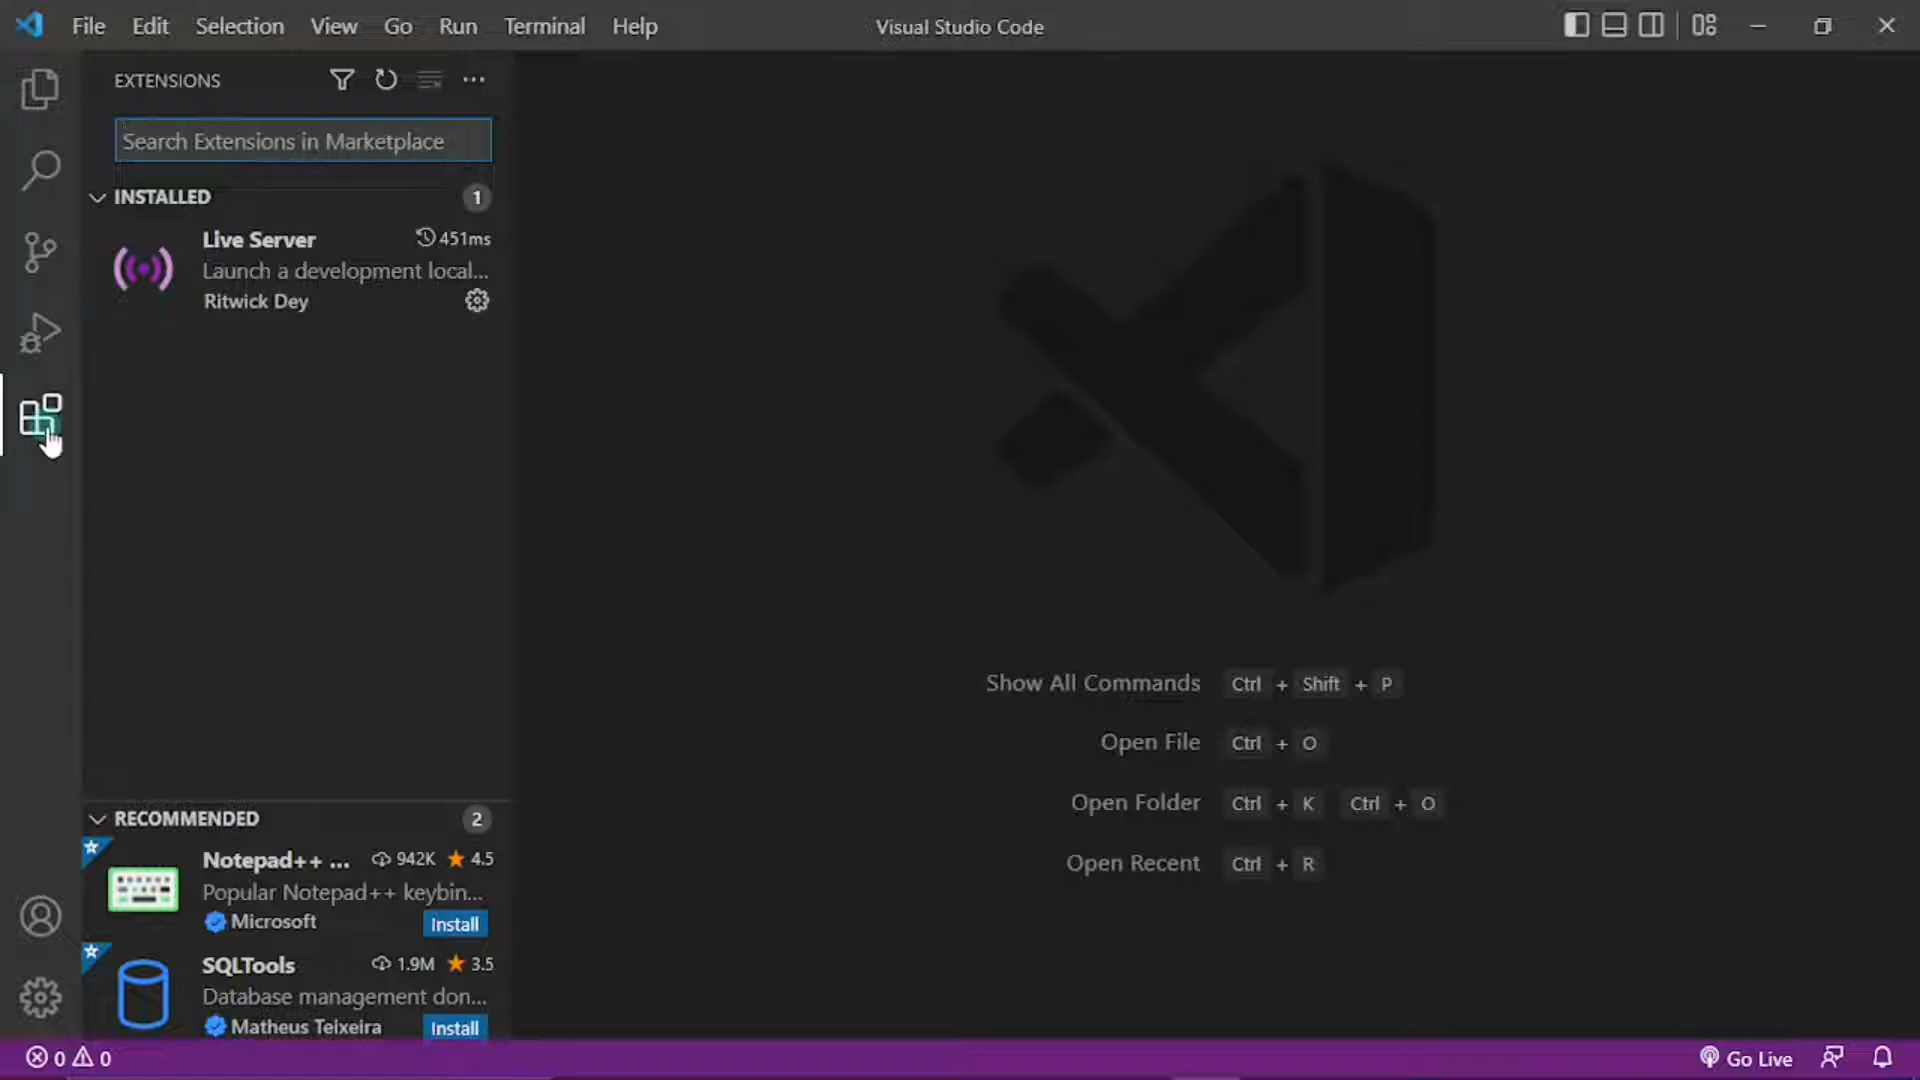 File Edit Selection View Go Run Terminal Help Visual Studio Code
EXTENSIONS
Search Extensions in Marketplace
INSTALLED 1
Live Server 451ms
Launch a development local...
Ritwick Dey
Show All Commands Ctrl + Shift + P
Open File Ctrl + O
Open Folder Ctrl + K Ctrl + O
Open Recent Ctrl + R
RECOMMENDED 2
Notepad++ ... 942K 4.5
Popular Notepad++ keybin...
Microsoft Install
SQLTools 1.9M 3.5
Database management don...
Matheus Teixeira Install
0 0 Go Live